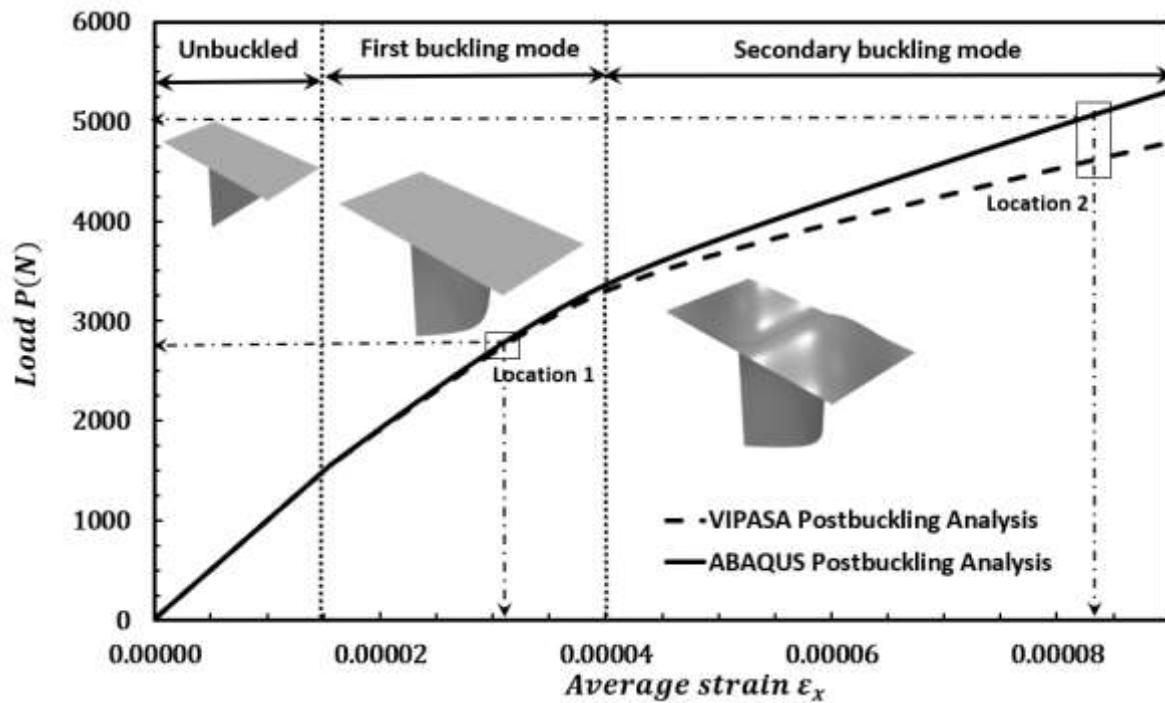 6000
Unbuckled
First buckling mode
Secondary buckling mode
5000
4000
3000
2000
1000
0
Load P(N)
Location 1
Location 2
VIPASA Postbuckling Analysis
ABAQUS Postbuckling Analysis
0.00000
0.00002
0.00004
0.00006
0.00008
Average strain εₓ